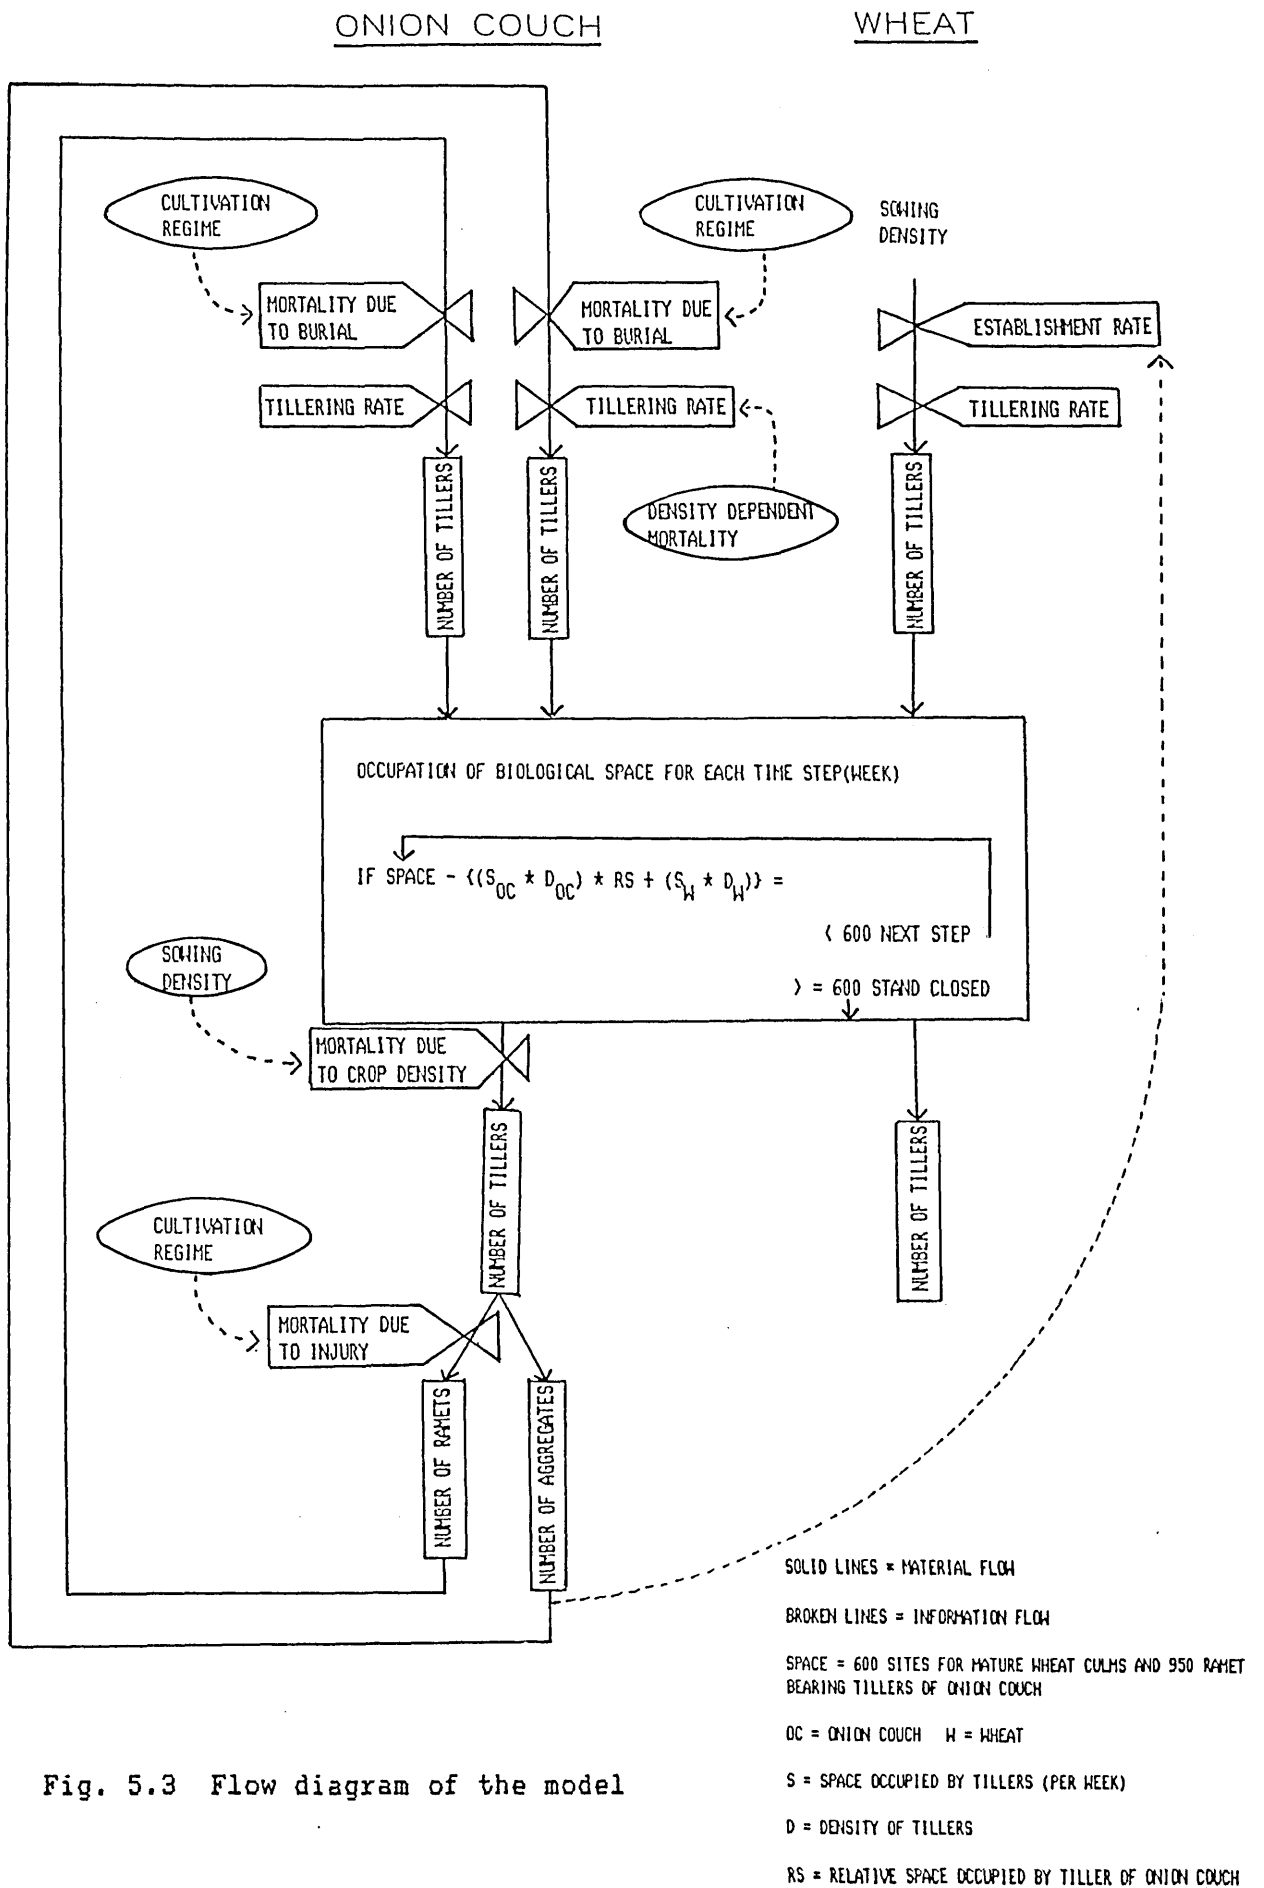 ONION COUCH
WHEAT
CULTIVATION
REGIME
CULTIVATION
REGIME
SOWING
DENSITY
MORTALITY DUE
TO BURIAL
MORTALITY DUE
TO BURIAL
ESTABLISHMENT RATE
TILLERING RATE
TILLERING RATE
TILLERING RATE
NUMBER OF TILLERS
NUMBER OF TILLERS
DENSITY DEPENDENT
MORTALITY
NUMBER OF TILLERS
OCCUPATION OF BIOLOGICAL SPACE FOR EACH TIME STEP(WEEK)
IF SPACE - {(S_OC * D_OC) * RS + (S_W * D_W)} =
< 600 NEXT STEP
> = 600 STAND CLOSED
SOWING
DENSITY
MORTALITY DUE
TO CROP DENSITY
NUMBER OF TILLERS
NUMBER OF TILLERS
CULTIVATION
REGIME
MORTALITY DUE
TO INJURY
NUMBER OF RAMETS
NUMBER OF AGGREGATES
SOLID LINES = MATERIAL FLOW
BROKEN LINES = INFORMATION FLOW
SPACE = 600 SITES FOR MATURE WHEAT CULMS AND 950 RAMET
BEARING TILLERS OF ONION COUCH
OC = ONION COUCH W = WHEAT
S = SPACE OCCUPIED BY TILLERS (PER WEEK)
D = DENSITY OF TILLERS
RS = RELATIVE SPACE OCCUPIED BY TILLER OF ONION COUCH
Fig. 5.3 Flow diagram of the model